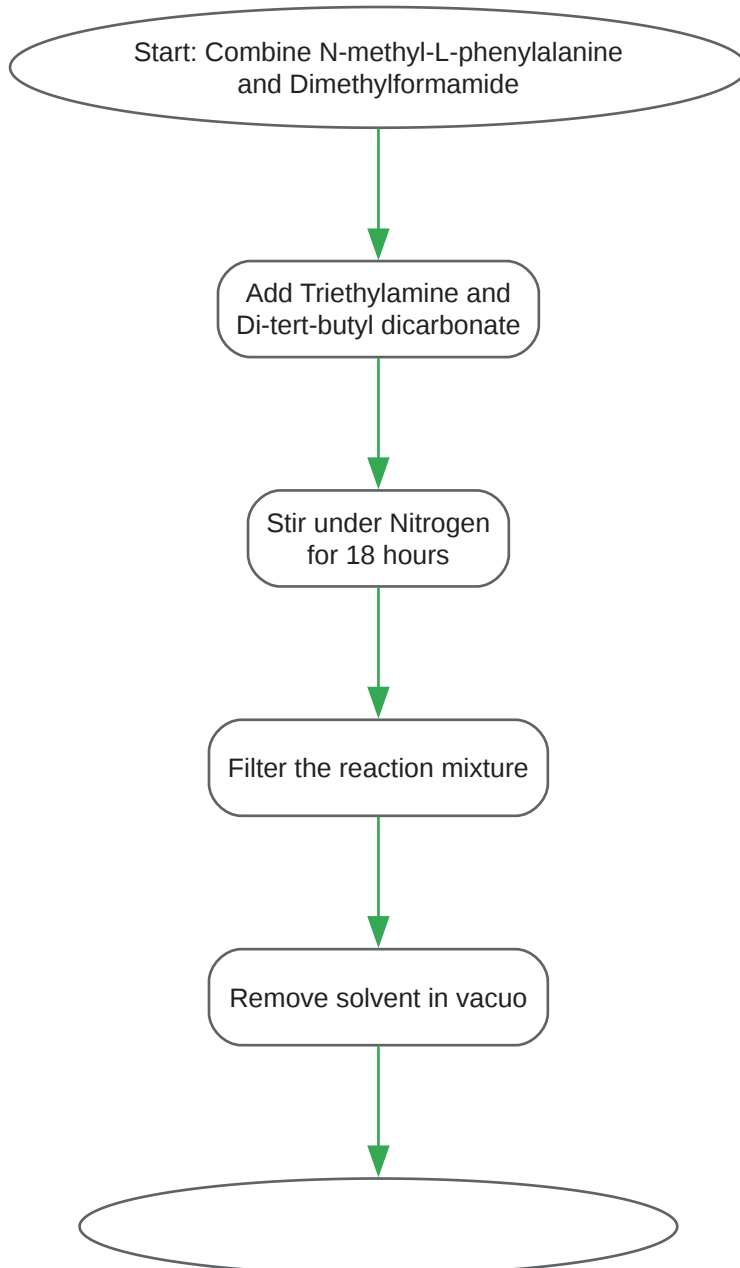 Start: Combine N-methyl-L-phenylalanine
and Dimethylformamide
Add Triethylamine and
Di-tert-butyl dicarbonate
Stir under Nitrogen
for 18 hours
Filter the reaction mixture
Remove solvent in vacuo